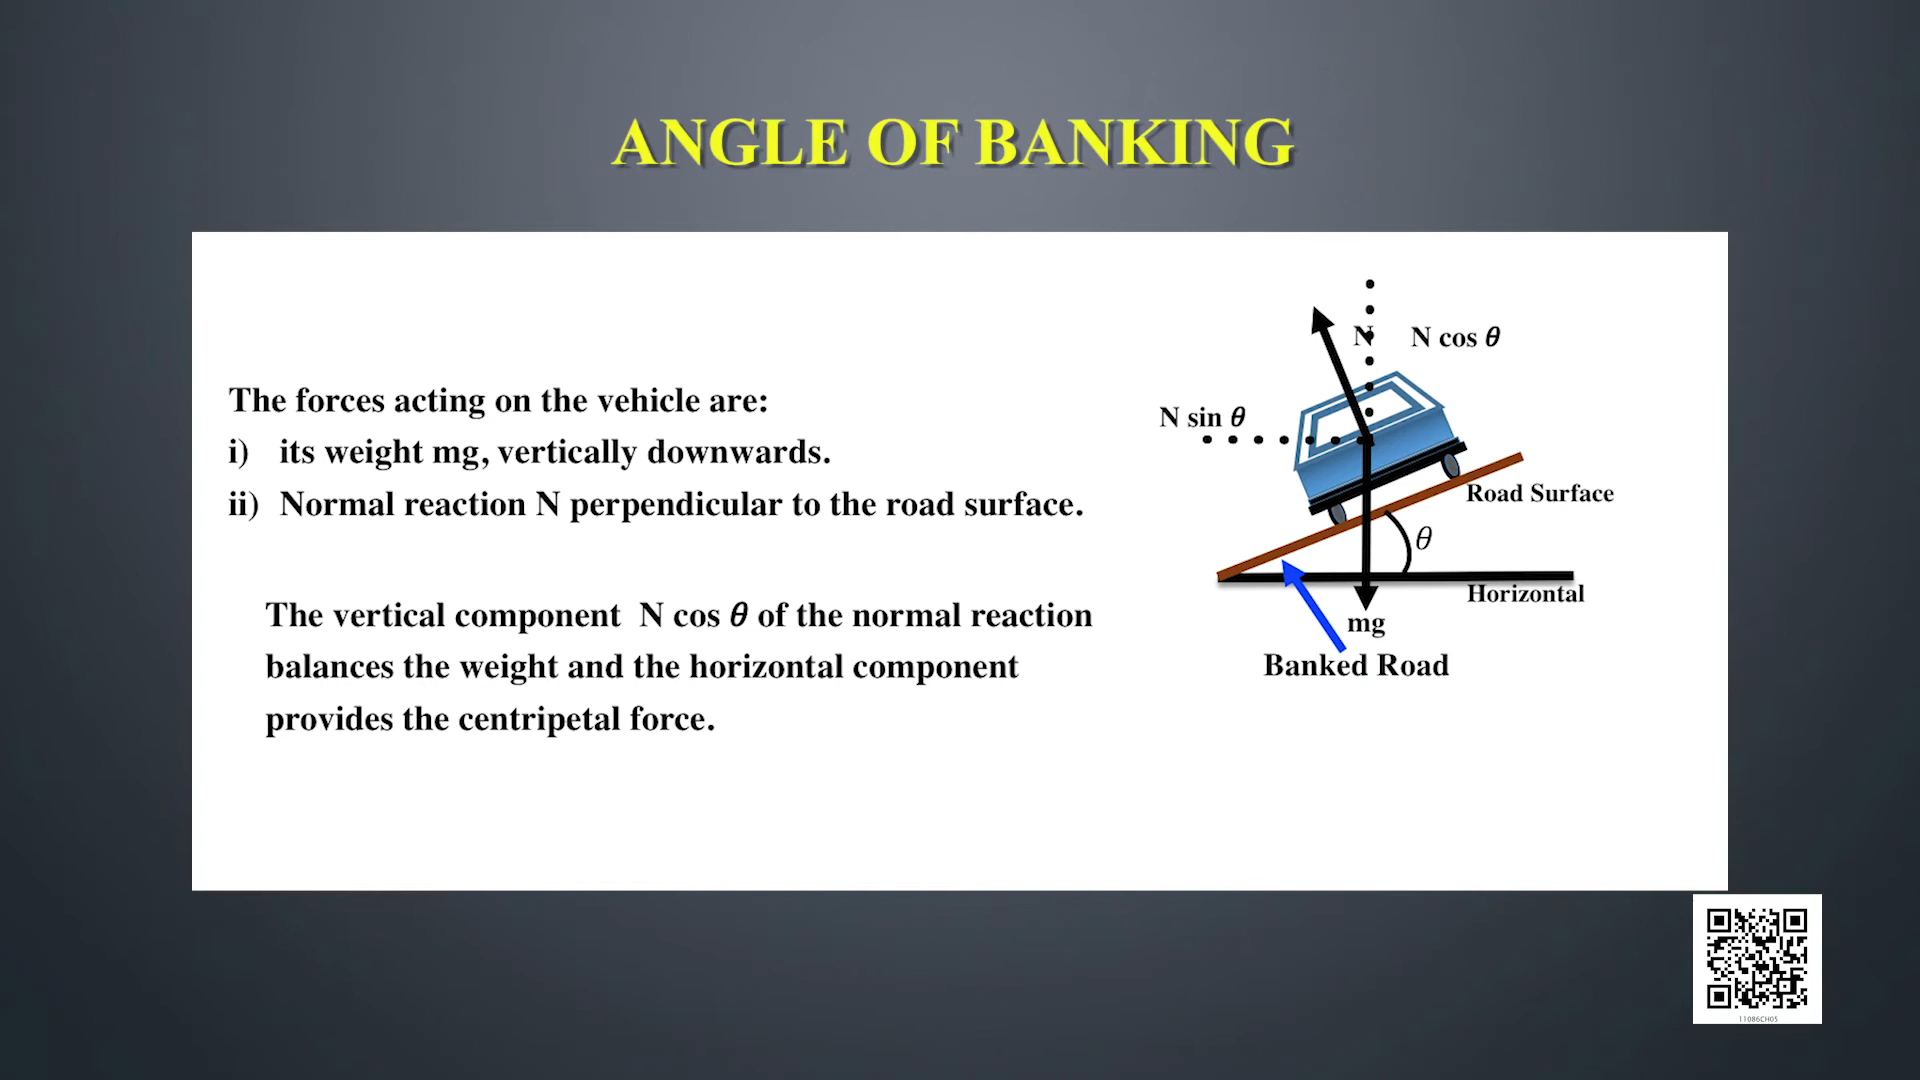 ANGLE OF BANKING
The forces acting on the vehicle are:
i) its weight mg, vertically downwards.
ii) Normal reaction N perpendicular to the road surface.
The vertical component N cos θ of the normal reaction
balances the weight and the horizontal component
provides the centripetal force.
N
N cos θ
N sin θ
Road Surface
θ
Horizontal
mg
Banked Road
11086CH05